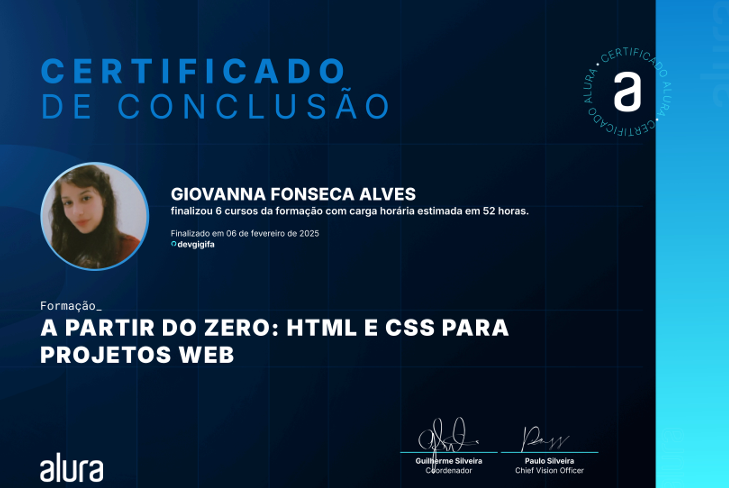 CERTIFICADO
DE CONCLUSÃO
CERTIFICADO ALURA • CERTIFICADO ALURA •
a
alura
GIOVANNA FONSECA ALVES
finalizou 6 cursos da formação com carga horária estimada em 52 horas.
Finalizado em 06 de fevereiro de 2025
devgigifa
Formação_
A PARTIR DO ZERO: HTML E CSS PARA
PROJETOS WEB
Guilherme Silveira
Coordenador
Paulo Silveira
Chief Vision Officer
alura